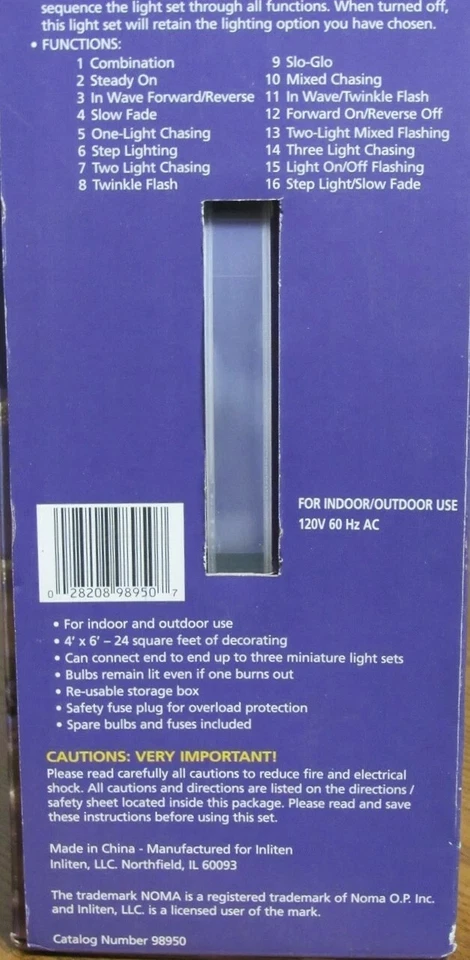 sequence the light set through all functions. When turned off,
this light set will retain the lighting option you have chosen.
• FUNCTIONS:
1 Combination
2 Steady On
3 In Wave Forward/Reverse
4 Slow Fade
5 One-Light Chasing
6 Step Lighting
7 Two Light Chasing
8 Twinkle Flash
9 Slo-Glo
10 Mixed Chasing
11 In Wave/Twinkle Flash
12 Forward On/Reverse Off
13 Two-Light Mixed Flashing
14 Three Light Chasing
15 Light On/Off Flashing
16 Step Light/Slow Fade
FOR INDOOR/OUTDOOR USE
120V 60 Hz AC
0 28208 98950 7
• For indoor and outdoor use
• 4' x 6' – 24 square feet of decorating
• Can connect end to end up to three miniature light sets
• Bulbs remain lit even if one burns out
• Re-usable storage box
• Safety fuse plug for overload protection
• Spare bulbs and fuses included
CAUTIONS: VERY IMPORTANT!
Please read carefully all cautions to reduce fire and electrical
shock. All cautions and directions are listed on the directions /
safety sheet located inside this package. Please read and save
these instructions before using this set.
Made in China - Manufactured for Inliten
Inliten, LLC. Northfield, IL 60093
The trademark NOMA is a registered trademark of Noma O.P. Inc.
and Inliten, LLC. is a licensed user of the mark.
Catalog Number 98950